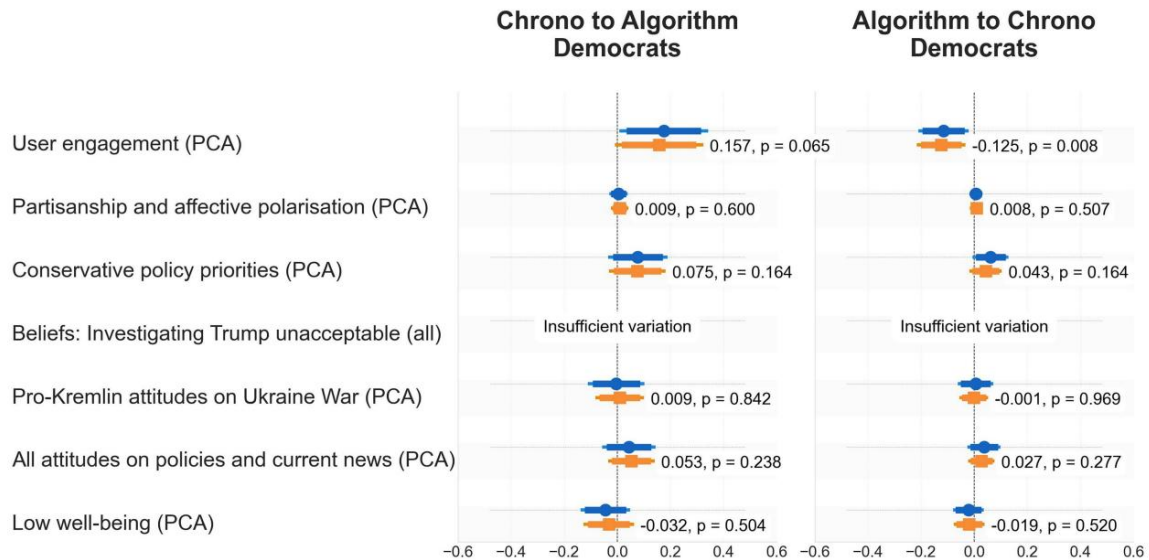 Chrono to Algorithm
Democrats
Algorithm to Chrono
Democrats
User engagement (PCA)
0.157, p = 0.065
-0.125, p = 0.008
Partisanship and affective polarisation (PCA)
0.009, p = 0.600
0.008, p = 0.507
Conservative policy priorities (PCA)
0.075, p = 0.164
0.043, p = 0.164
Beliefs: Investigating Trump unacceptable (all)
Insufficient variation
Insufficient variation
Pro-Kremlin attitudes on Ukraine War (PCA)
0.009, p = 0.842
-0.001, p = 0.969
All attitudes on policies and current news (PCA)
0.053, p = 0.238
0.027, p = 0.277
Low well-being (PCA)
-0.032, p = 0.504
-0.019, p = 0.520
−0.6 −0.4 −0.2 0.0 0.2 0.4 0.6
−0.6 −0.4 −0.2 0.0 0.2 0.4 0.6